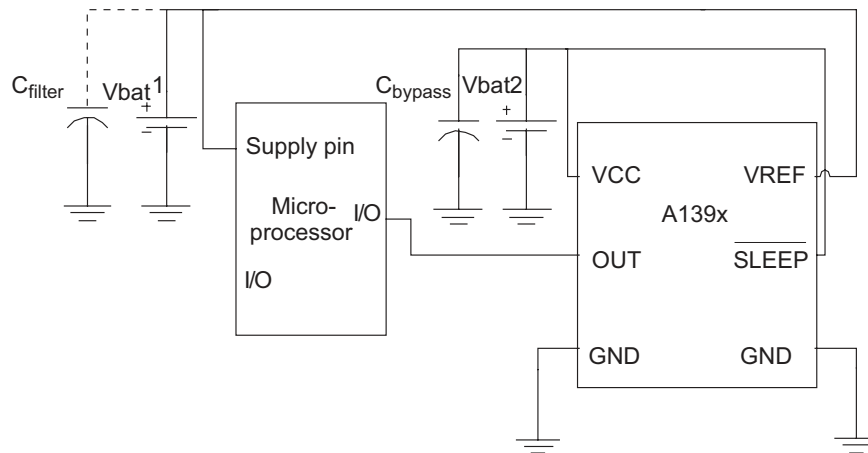 Cfilter
Vbat1
+
–
Cbypass
Vbat2
+
–
Supply pin
Micro-
processor
I/O
I/O
VCC
VREF
A139x
OUT
SLEEP
GND
GND